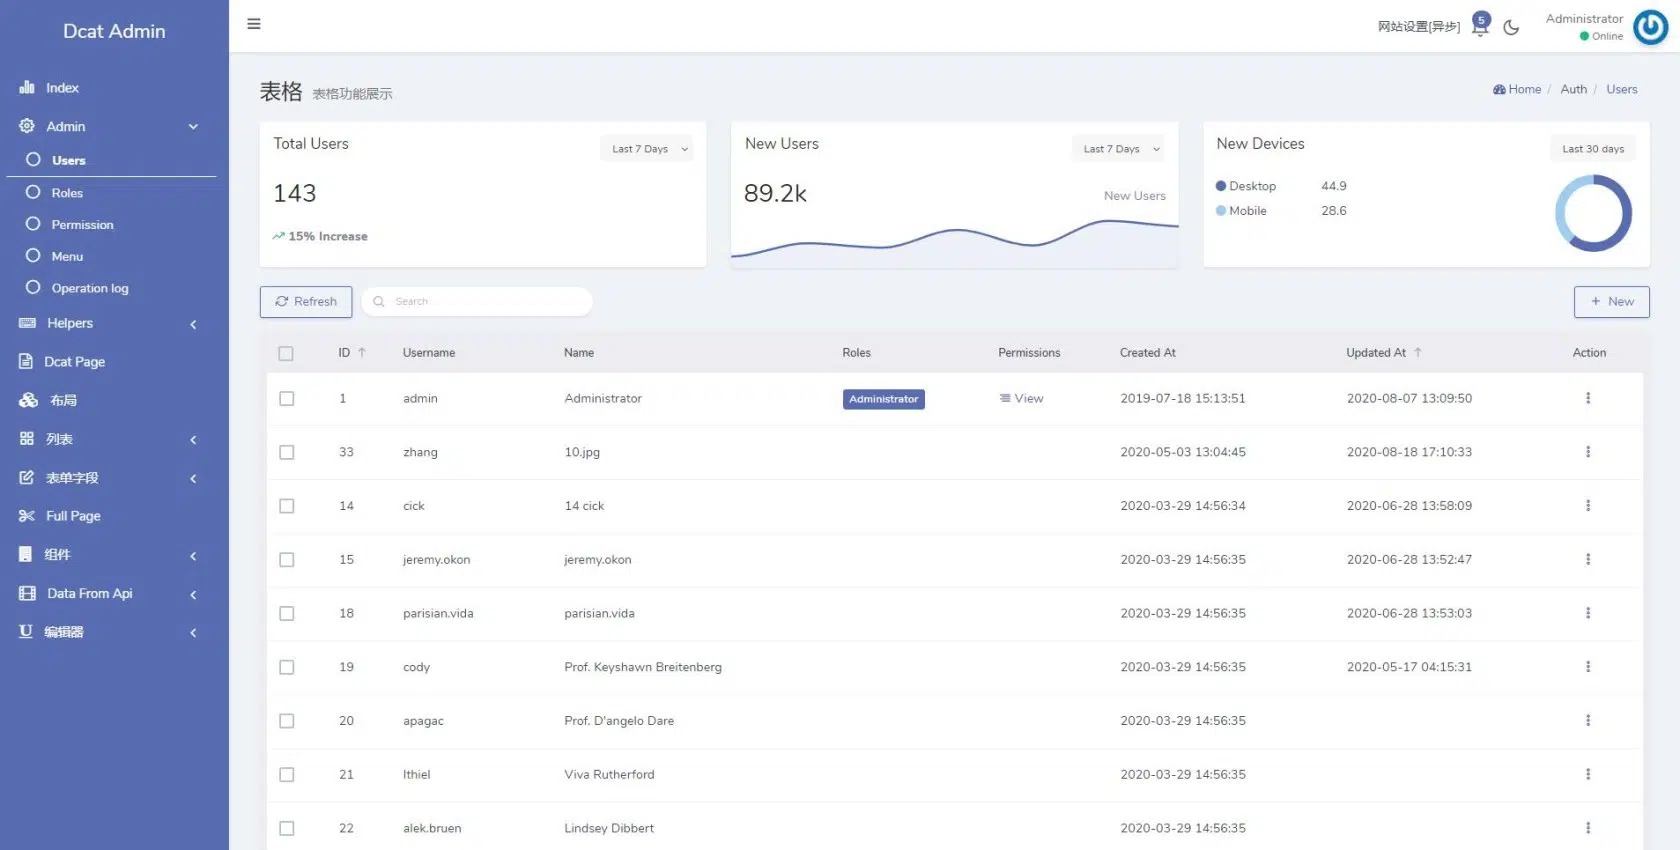 Dcat Admin
网站设置[异步]
5
Administrator
Online
Index
Admin
Users
Roles
Permission
Menu
Operation log
Helpers
Dcat Page
布局
列表
表单字段
Full Page
组件
Data From Api
编辑器
表格 表格功能展示
Home / Auth / Users
Total Users
Last 7 Days
143
15% Increase
New Users
Last 7 Days
89.2k
New Users
New Devices
Last 30 days
Desktop 44.9
Mobile 28.6
Refresh
Search
+ New
ID Username Name Roles Permissions Created At Updated At Action
1 admin Administrator Administrator View 2019-07-18 15:13:51 2020-08-07 13:09:50
33 zhang 10.jpg 2020-05-03 13:04:45 2020-08-18 17:10:33
14 cick 14 cick 2020-03-29 14:56:34 2020-06-28 13:58:09
15 jeremy.okon jeremy.okon 2020-03-29 14:56:35 2020-06-28 13:52:47
18 parisian.vida parisian.vida 2020-03-29 14:56:35 2020-06-28 13:53:03
19 cody Prof. Keyshawn Breitenberg 2020-03-29 14:56:35 2020-05-17 04:15:31
20 apagac Prof. D'angelo Dare 2020-03-29 14:56:35
21 lthiel Viva Rutherford 2020-03-29 14:56:35
22 alek.bruen Lindsey Dibbert 2020-03-29 14:56:35